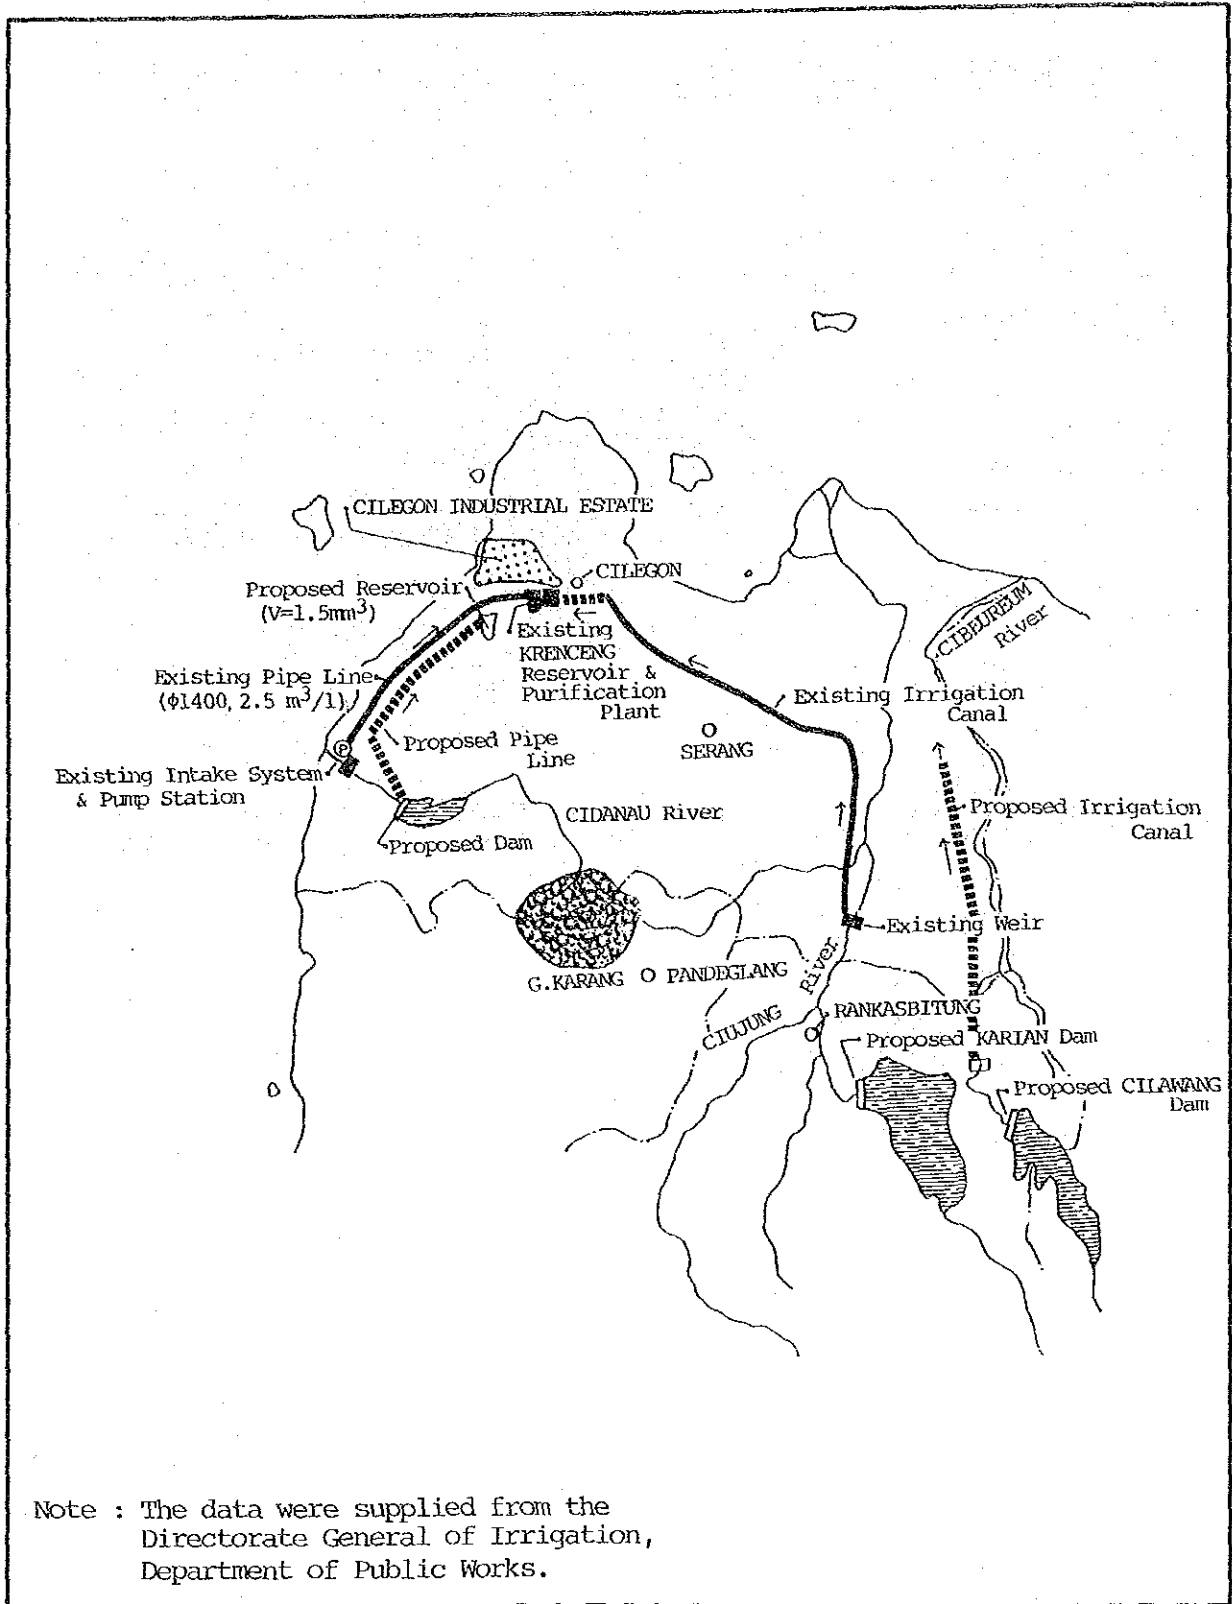 CILEGON INDUSTRIAL ESTATE
CILEGON
Proposed Reservoir
(V=1.5mm³)
Existing
KRENCENG
Reservoir &
Purification
Plant
CIBEUREUM
River
Existing Pipe Line
(φ1400, 2.5 m³/l)
Existing Irrigation
Canal
Proposed Pipe
Line
SERANG
P
Existing Intake System
& Pump Station
CIDANAU River
Proposed Irrigation
Canal
Proposed Dam
Existing Weir
G.KARANG
PANDEGLANG
CIUJUNG River
RANKASBITUNG
Proposed KARIAN Dam
Proposed CILAWANG
Dam
Note : The data were supplied from the
Directorate General of Irrigation,
Department of Public Works.